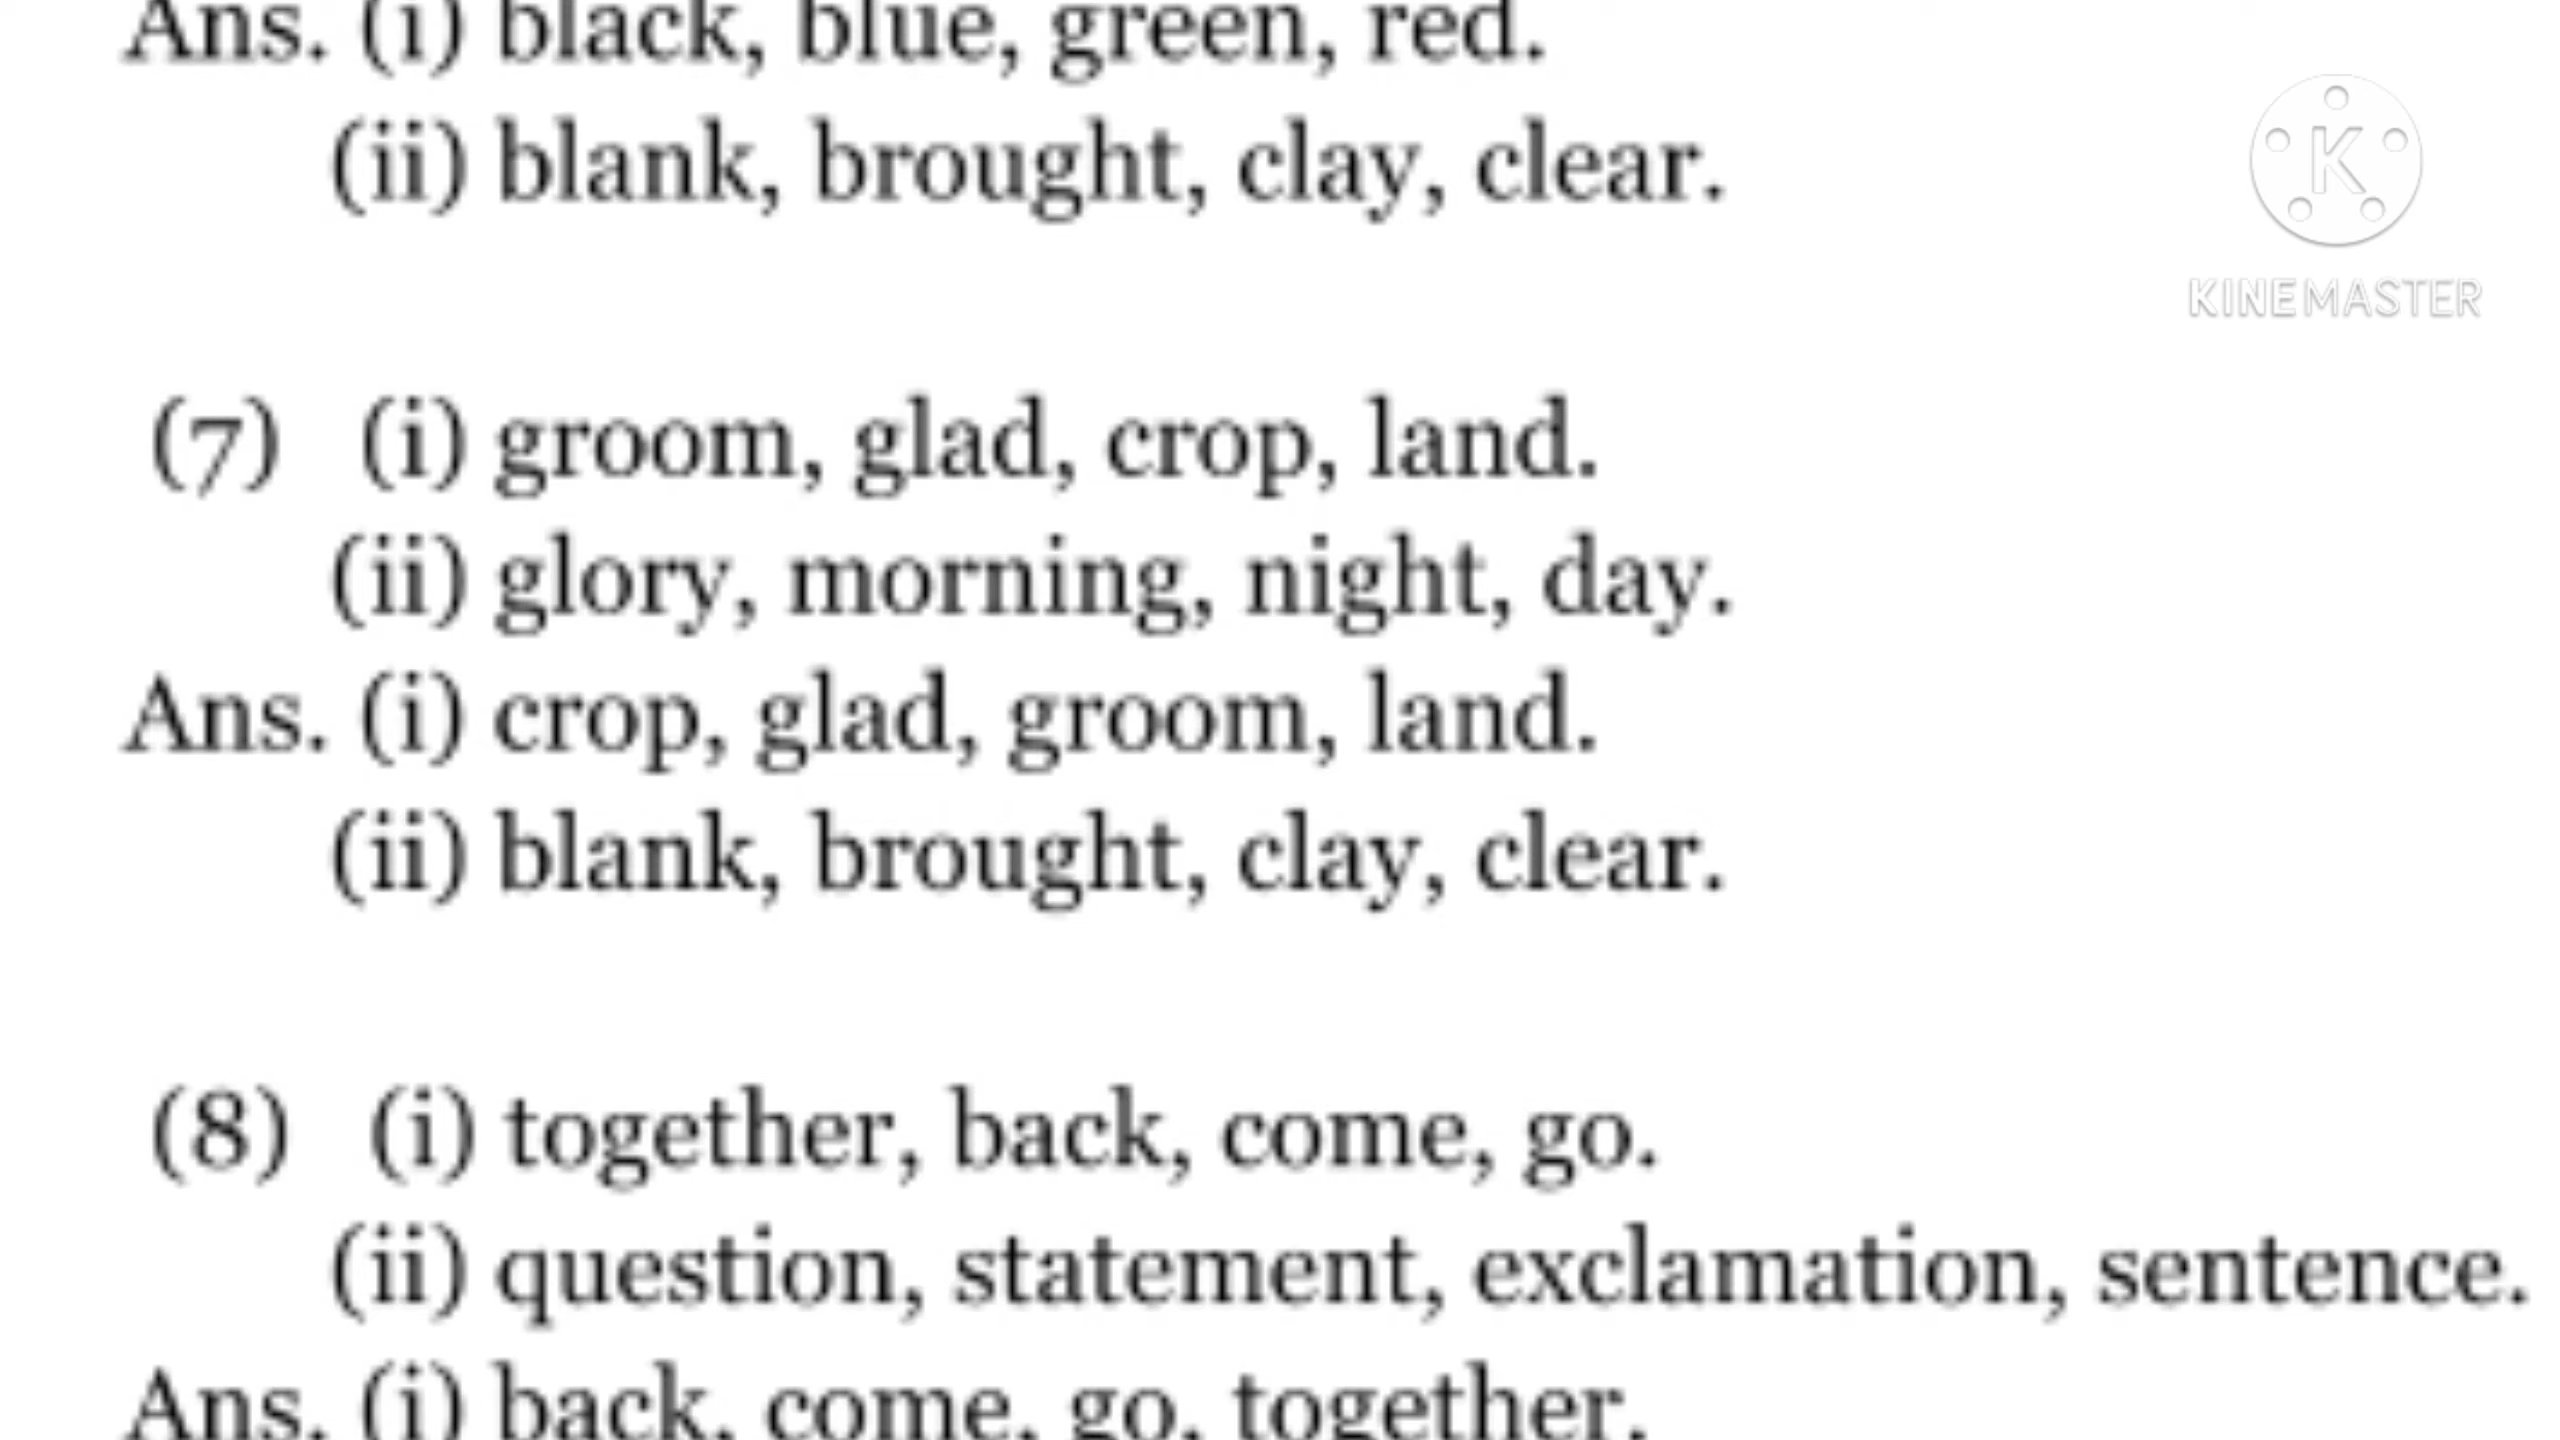 Ans. (i) black, blue, green, red.
(ii) blank, brought, clay, clear.
KINEMASTER
(7) (i) groom, glad, crop, land.
(ii) glory, morning, night, day.
Ans. (i) crop, glad, groom, land.
(ii) blank, brought, clay, clear.
(8) (i) together, back, come, go.
(ii) question, statement, exclamation, sentence.
Ans. (i) back, come, go, together.